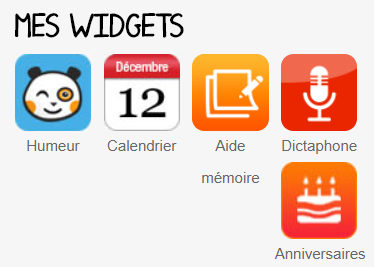 MES WIDGETS
Décembre
12
Humeur Calendrier Aide Dictaphone
mémoire
Anniversaires